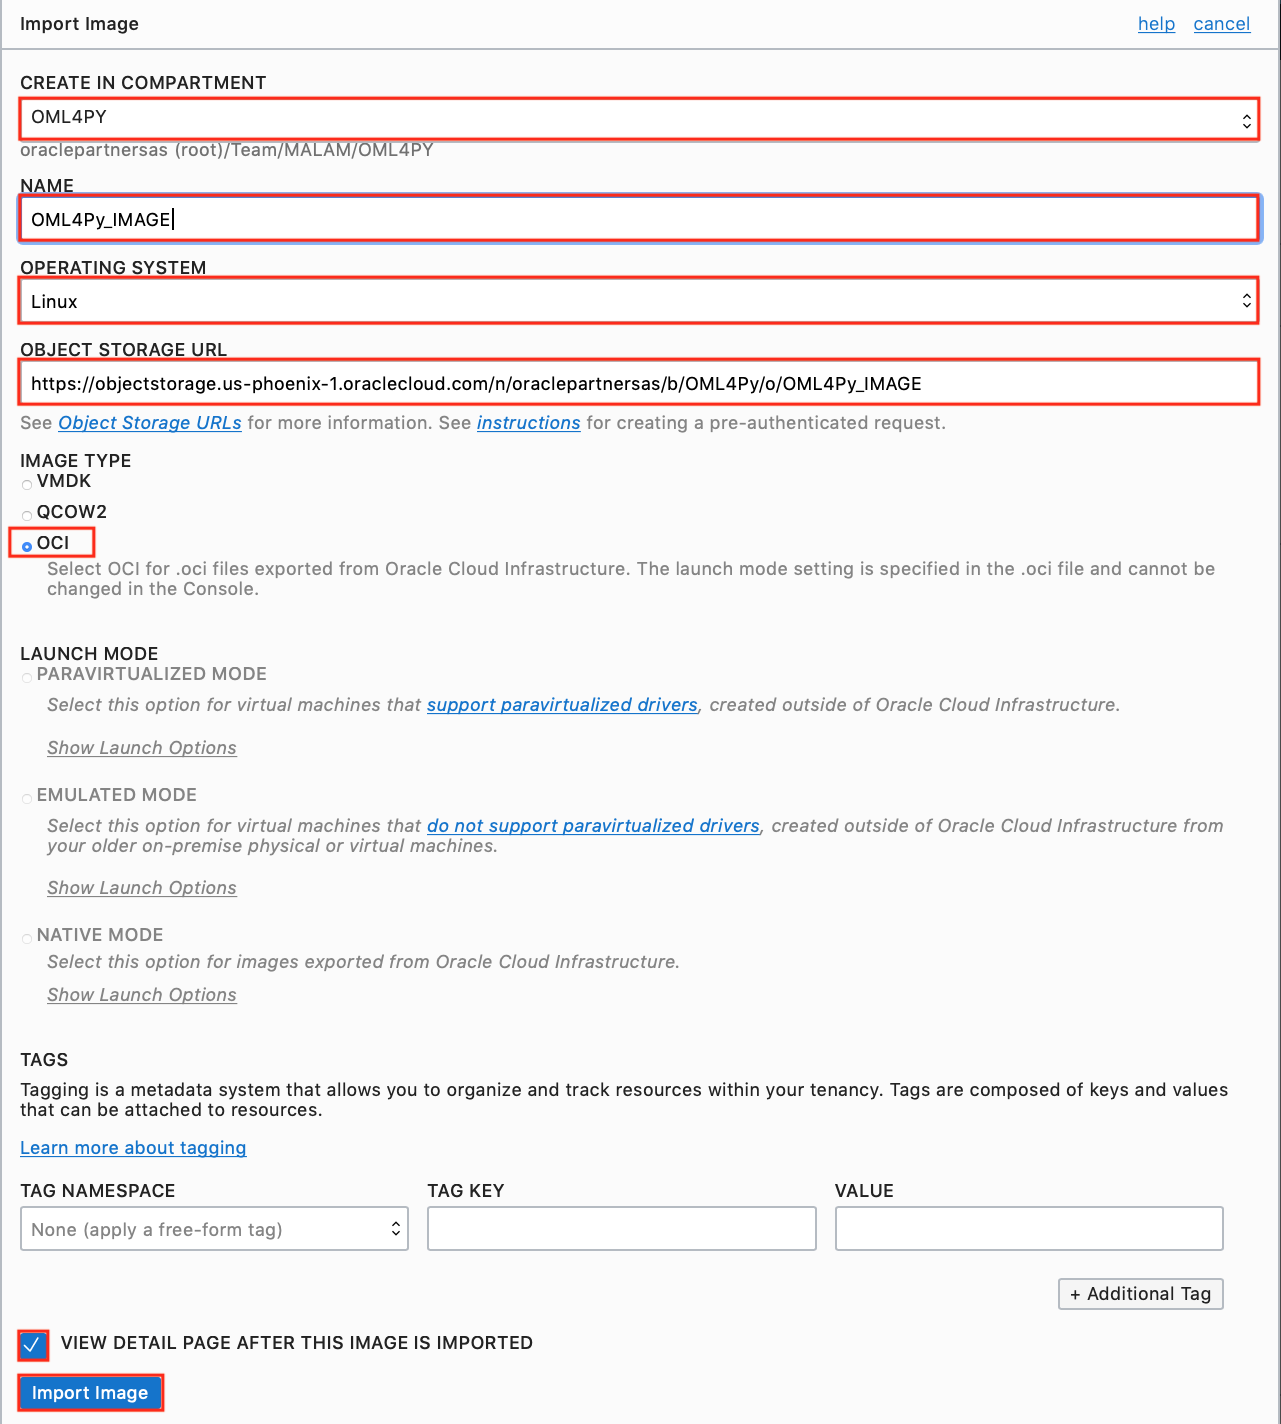 Import Image
help cancel
CREATE IN COMPARTMENT
OML4PY
oraclepartnersas (root)/Team/MALAM/OML4PY
NAME
OML4Py_IMAGE
OPERATING SYSTEM
Linux
OBJECT STORAGE URL
https://objectstorage.us-phoenix-1.oraclecloud.com/n/oraclepartnersas/b/OML4Py/o/OML4Py_IMAGE
See Object Storage URLs for more information. See instructions for creating a pre-authenticated request.
IMAGE TYPE
VMDK
QCOW2
OCI
Select OCI for .oci files exported from Oracle Cloud Infrastructure. The launch mode setting is specified in the .oci file and cannot be
changed in the Console.
LAUNCH MODE
PARAVIRTUALIZED MODE
Select this option for virtual machines that support paravirtualized drivers, created outside of Oracle Cloud Infrastructure.
Show Launch Options
EMULATED MODE
Select this option for virtual machines that do not support paravirtualized drivers, created outside of Oracle Cloud Infrastructure from
your older on-premise physical or virtual machines.
Show Launch Options
NATIVE MODE
Select this option for images exported from Oracle Cloud Infrastructure.
Show Launch Options
TAGS
Tagging is a metadata system that allows you to organize and track resources within your tenancy. Tags are composed of keys and values
that can be attached to resources.
Learn more about tagging
TAG NAMESPACE TAG KEY VALUE
None (apply a free-form tag)
+ Additional Tag
VIEW DETAIL PAGE AFTER THIS IMAGE IS IMPORTED
Import Image